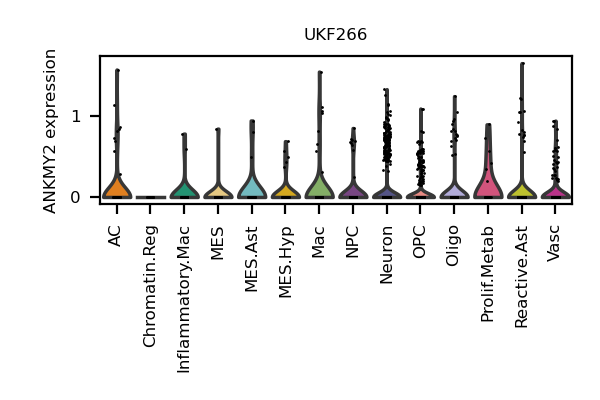 UKF266
ANKMY2 expression
1
0
AC
Chromatin.Reg
Inflammatory.Mac
MES
MES.Ast
MES.Hyp
Mac
NPC
Neuron
OPC
Oligo
Prolif.Metab
Reactive.Ast
Vasc